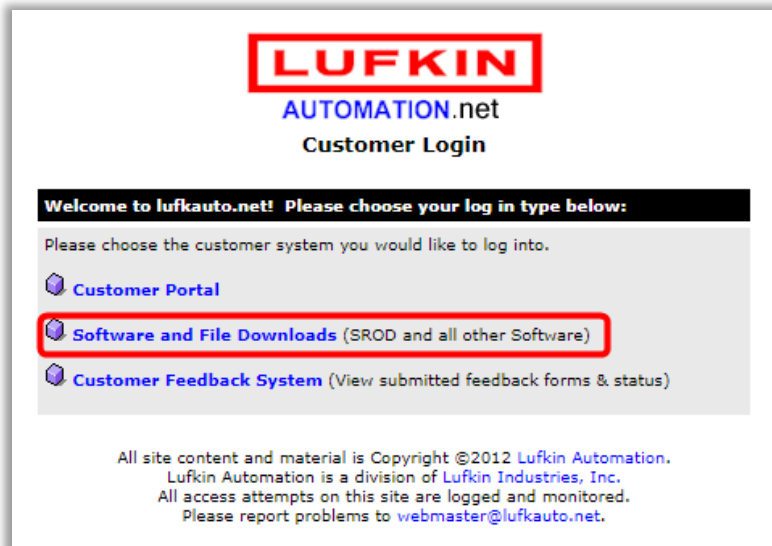 LUFKIN
AUTOMATION.net
Customer Login
Welcome to lufkauto.net! Please choose your log in type below:
Please choose the customer system you would like to log into.
Customer Portal
Software and File Downloads (SROD and all other Software)
Customer Feedback System (View submitted feedback forms & status)
All site content and material is Copyright ©2012 Lufkin Automation.
Lufkin Automation is a division of Lufkin Industries, Inc.
All access attempts on this site are logged and monitored.
Please report problems to webmaster@lufkauto.net.